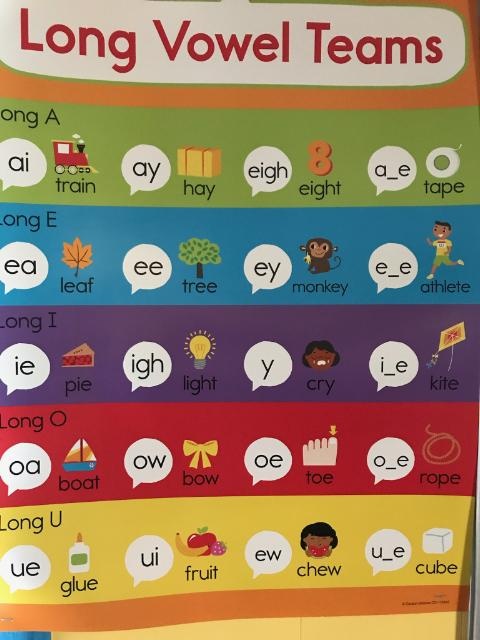 Long Vowel Teams
Long A
ai
train
ay
hay
eigh
8
eight
a_e
tape
Long E
ea
leaf
ee
tree
ey
monkey
e_e
athlete
Long I
ie
pie
igh
light
y
cry
i_e
kite
Long O
oa
boat
ow
bow
oe
toe
o_e
rope
Long U
ue
glue
ui
fruit
ew
chew
u_e
cube